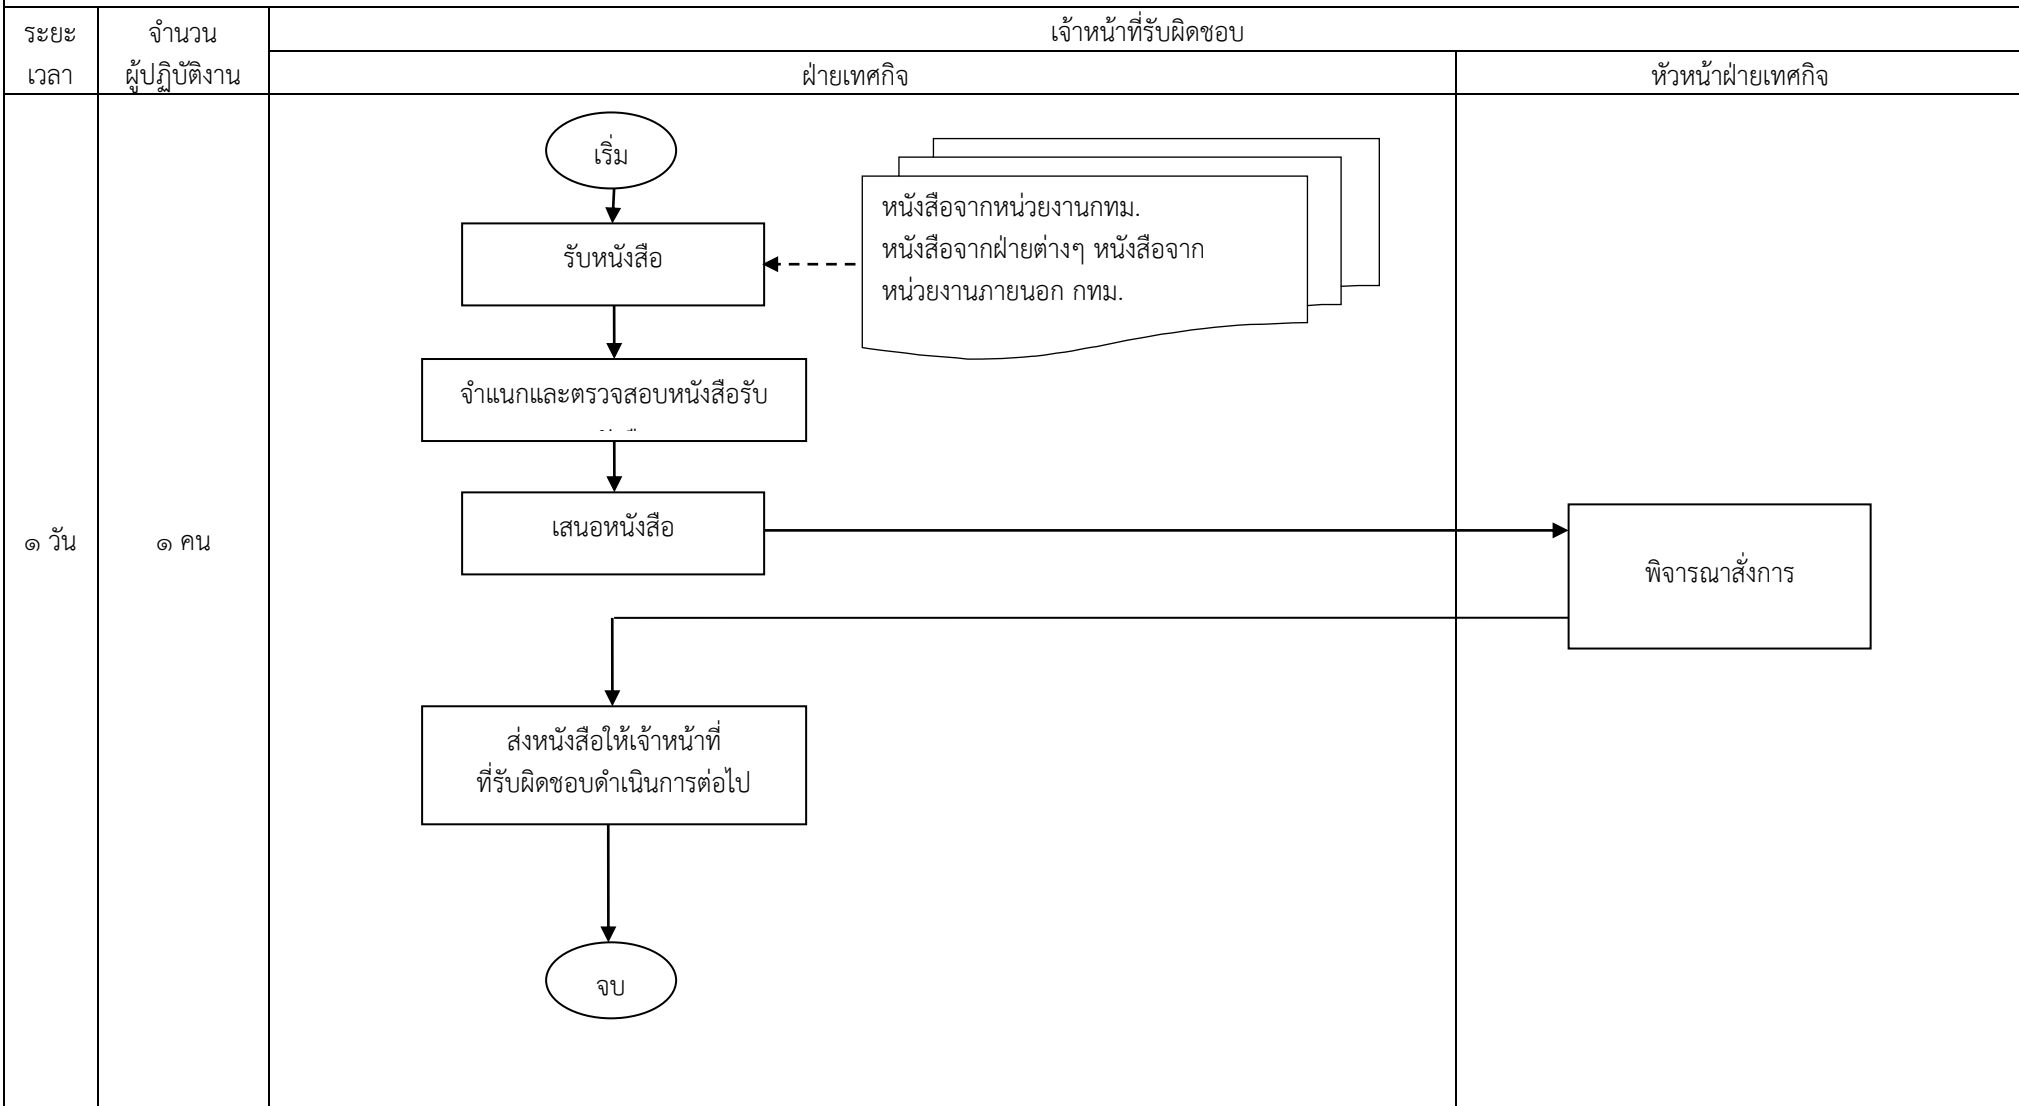 ระยะ
เวลา
จำนวน
ผู้ปฏิบัติงาน
เจ้าหน้าที่รับผิดชอบ
ฝ่ายเทศกิจ
หัวหน้าฝ่ายเทศกิจ
เริ่ม
หนังสือจากหน่วยงานกทม.
หนังสือจากฝ่ายต่างๆ หนังสือจาก
หน่วยงานภายนอก กทม.
รับหนังสือ
จำแนกและตรวจสอบหนังสือรับ
เสนอหนังสือ
๑ วัน
๑ คน
พิจารณาสั่งการ
ส่งหนังสือให้เจ้าหน้าที่
ที่รับผิดชอบดำเนินการต่อไป
จบ